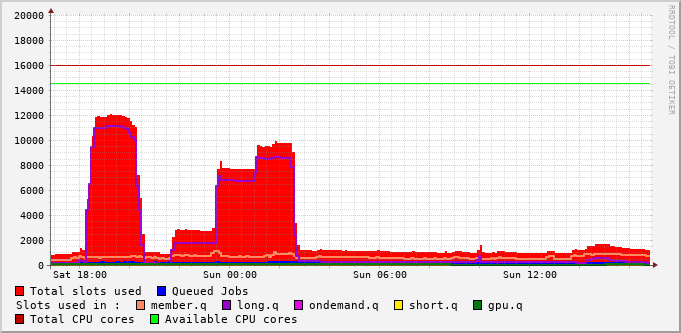 RRDTOOL / TOBI OETIKER
20000
18000
16000
14000
12000
10000
8000
6000
4000
2000
0
Sat 18:00 Sun 00:00 Sun 06:00 Sun 12:00
Total slots used Queued Jobs
Slots used in : member.q long.q ondemand.q short.q gpu.q
Total CPU cores Available CPU cores